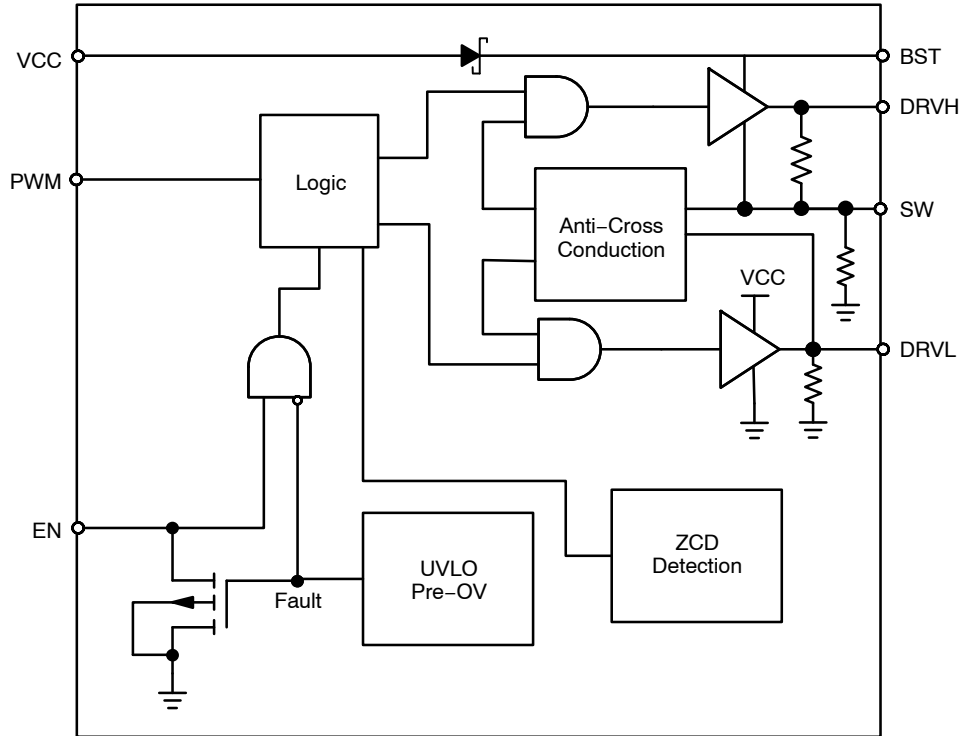 VCC
BST
DRVH
PWM
Logic
SW
Anti−Cross
Conduction
VCC
DRVL
EN
UVLO
Pre−OV
ZCD
Detection
Fault